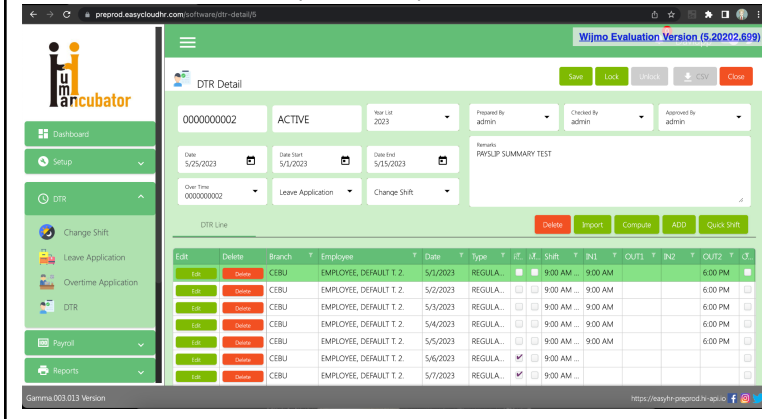 preprod.easycloudhr.com/software/dtr-detail/5
Wijmo Evaluation Version (5.20202.699)
Human
incubator
DTR Detail
Save Lock Unlock CSV Close
0000000002 ACTIVE Year List 2023
Prepared By admin Checked By admin Approved By manager
Date 5/25/2023 Date Start 5/1/2023 Date End 5/15/2023
Remarks
PAYSLIP SUMMARY TEST
Over Time 0000000002 Leave Application Change Shift
DTR Line
Delete Import Compute ADD Quick Shift
Dashboard
Setup
DTR
Change Shift
Leave Application
Overtime Application
DTR
Payroll
Reports
Edit Delete Branch Employee Date Type Shift IN1 OUT1 IN2 OUT2
Edit Delete CEBU EMPLOYEE, DEFAULT T. 2. 5/1/2023 REGULA... 9:00 AM ... 9:00 AM 6:00 PM
Edit Delete CEBU EMPLOYEE, DEFAULT T. 2. 5/2/2023 REGULA... 9:00 AM ... 9:00 AM 6:00 PM
Edit Delete CEBU EMPLOYEE, DEFAULT T. 2. 5/3/2023 REGULA... 9:00 AM ... 9:00 AM 6:00 PM
Edit Delete CEBU EMPLOYEE, DEFAULT T. 2. 5/4/2023 REGULA... 9:00 AM ... 9:00 AM 6:00 PM
Edit Delete CEBU EMPLOYEE, DEFAULT T. 2. 5/5/2023 REGULA... 9:00 AM ... 9:00 AM 6:00 PM
Edit Delete CEBU EMPLOYEE, DEFAULT T. 2. 5/6/2023 REGULA... 9:00 AM ...
Edit Delete CEBU EMPLOYEE, DEFAULT T. 2. 5/7/2023 REGULA... 9:00 AM ...
Gamma.003.013 Version
https://easyhr-preprod.hi-api.io